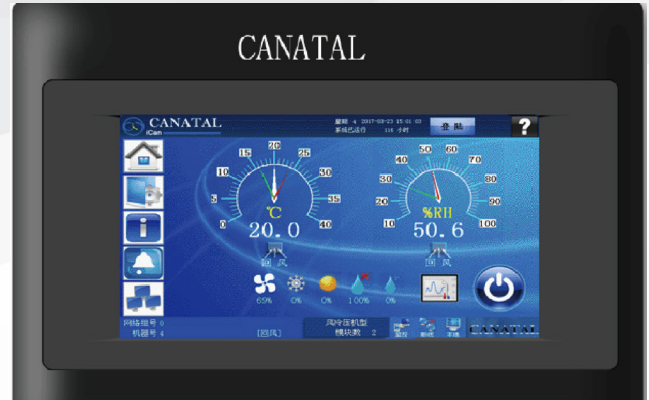 CANATAL
CANATAL
iCan
星期 4 2017-03-23 15:01:03
系统已运行 116 小时
登陆
?
0 5 10 15 20 25 30 35 40
℃
20.0
回风
10 20 30 40 50 60 70 80 90 100
%RH
50.6
回风
65% 0% 0% 100% 0%
网络组号 0
机器号 4
[回风]
风冷压机型
模块数 2
CANATAL